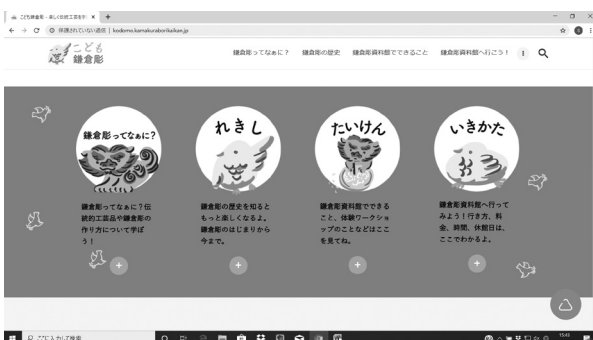 こども鎌倉彫 - 楽しく伝統工芸を学
保護されていない通信 | kodomo.kamakuraborikaikan.jp
こども
鎌倉彫
鎌倉彫ってなぁに？ 鎌倉彫の歴史 鎌倉彫資料館でできること 鎌倉彫資料館へ行こう！
鎌倉彫ってなぁに？
れきし
たいけん
いきかた
鎌倉彫ってなぁに？伝
統的工芸品や鎌倉彫の
作り方について学ぼ
う！
鎌倉彫の歴史を知ると
もっと楽しくなるよ。
鎌倉彫のはじまりから
今まで。
鎌倉彫資料館でできる
こと、体験ワークショ
ップのことなどはここ
を見てね。
鎌倉彫資料館へ行って
みよう！行き方、料
金、時間、休館日は、
ここでわかるよ。
ここに入力して検索
15:43